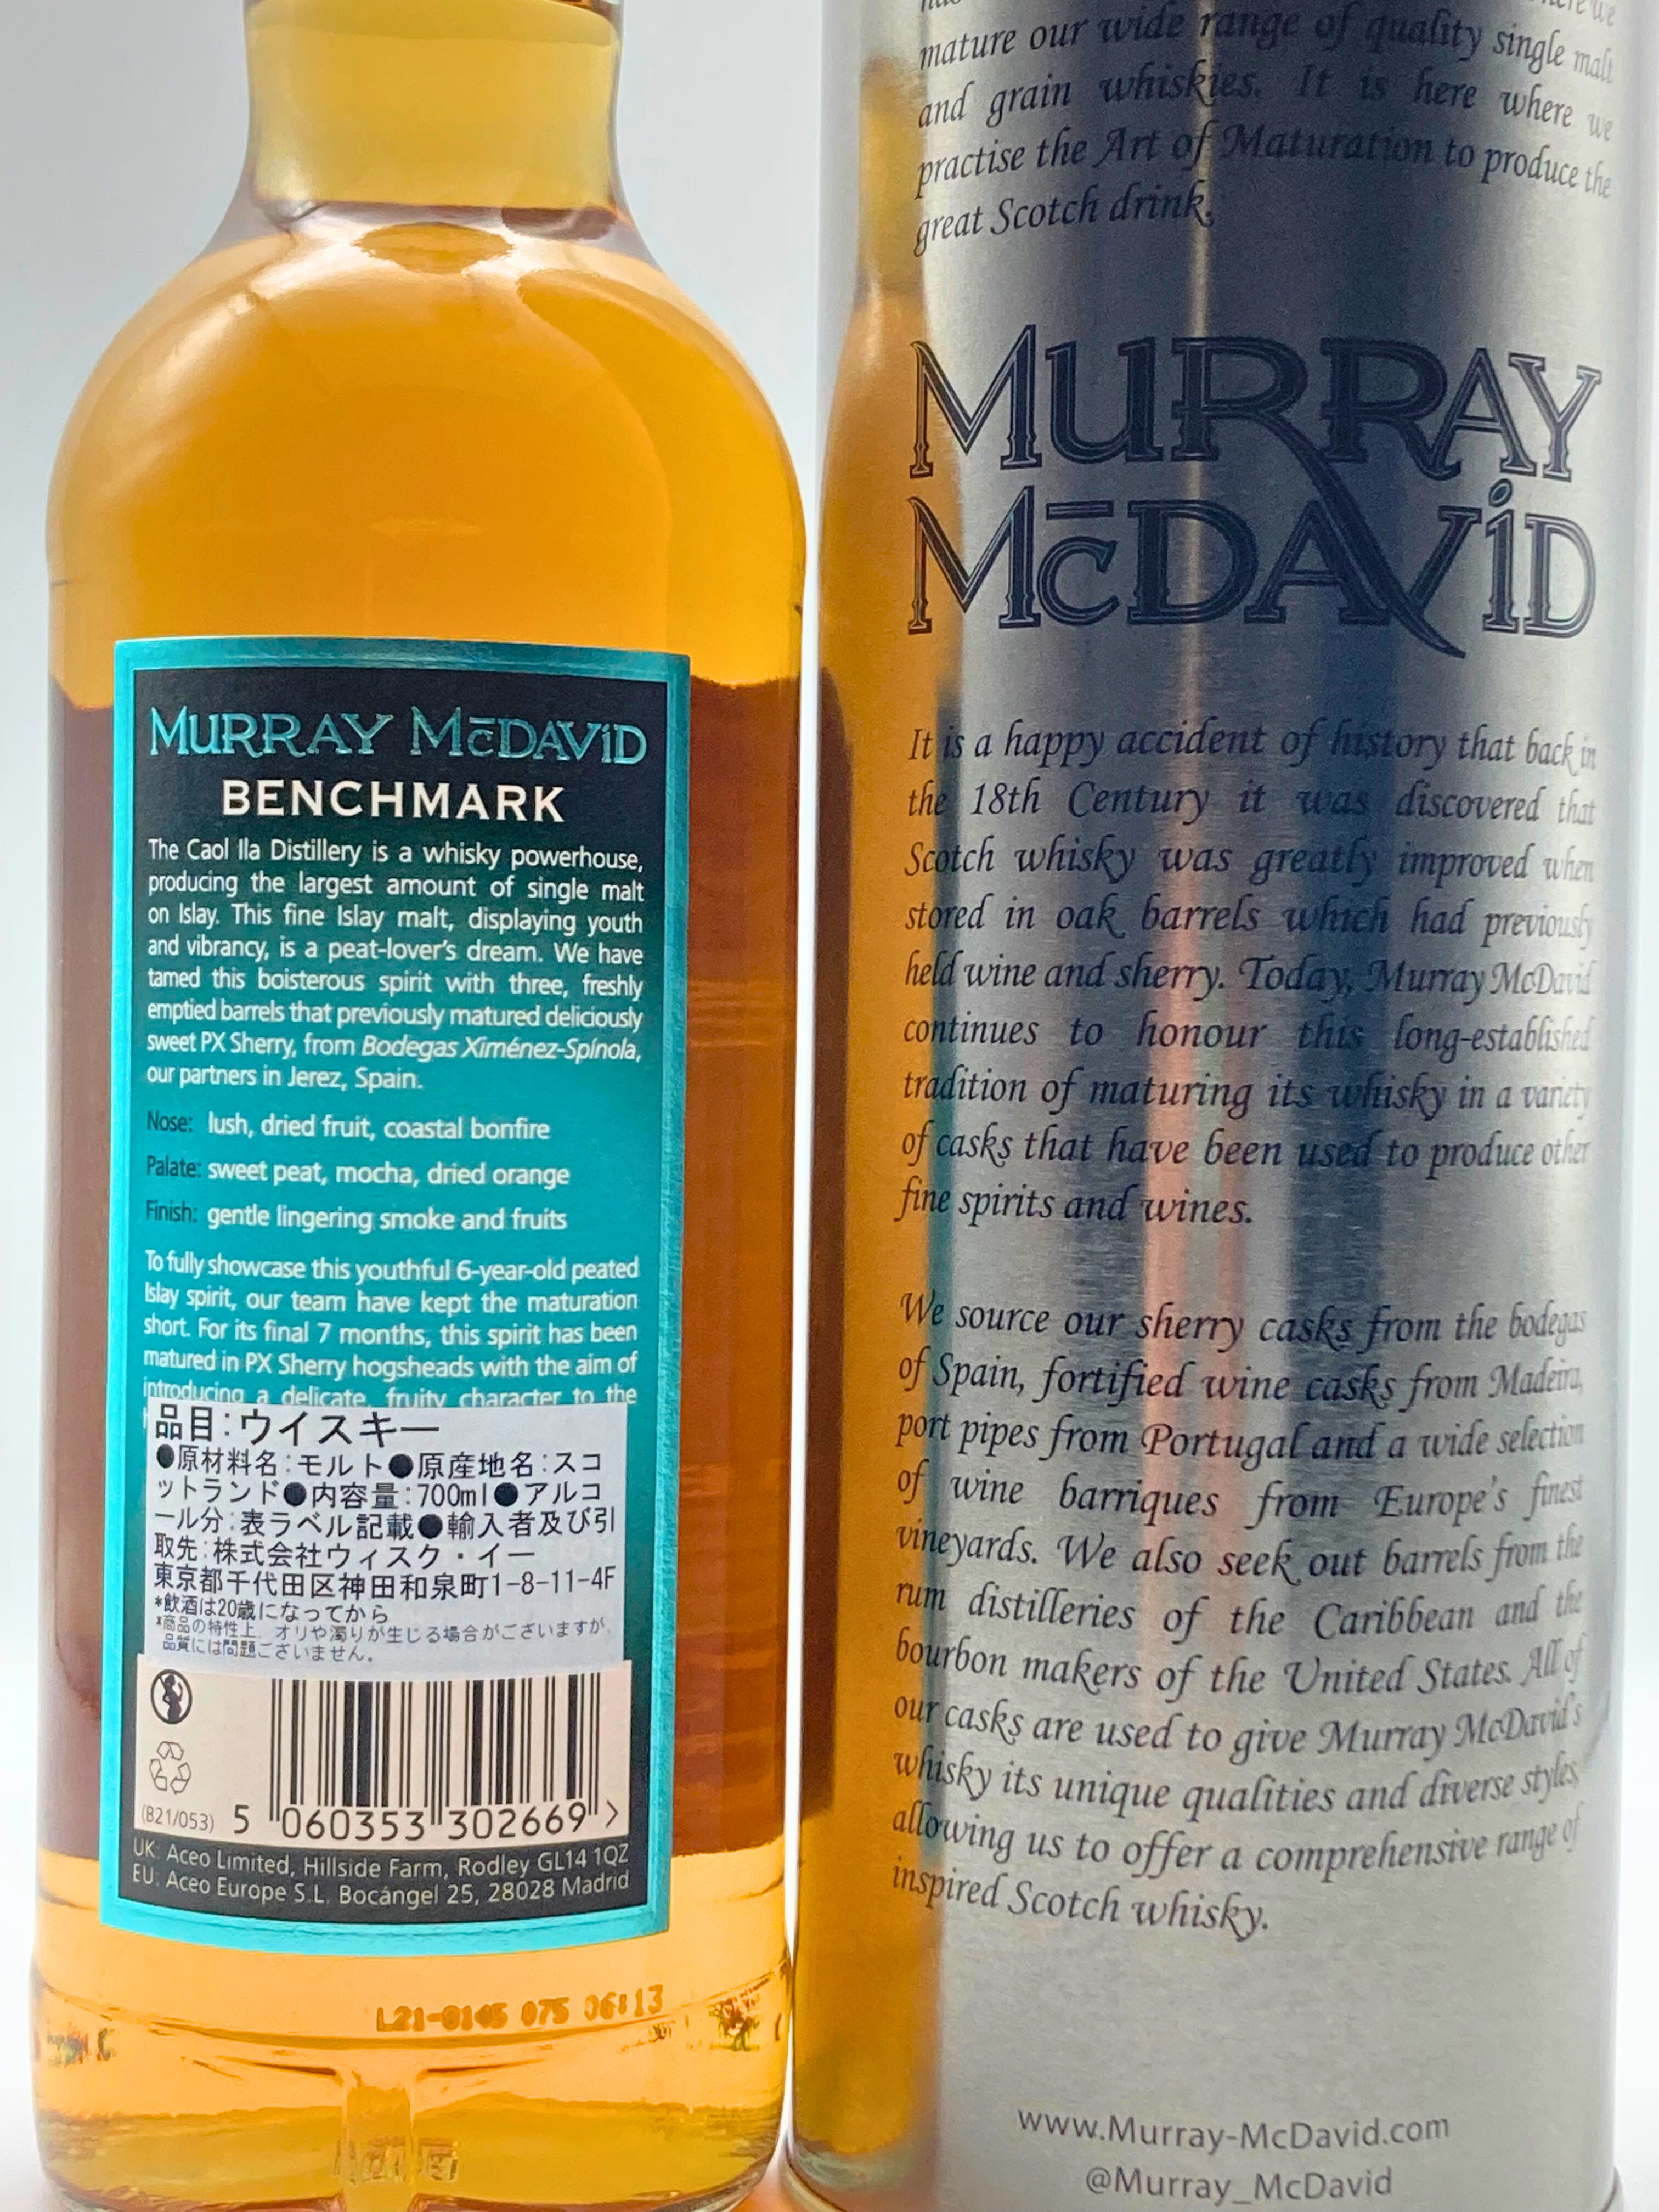 MURRAY McDAViD
BENCHMARK
The Caol Ila Distillery is a whisky powerhouse,
producing the largest amount of single malt
on Islay. This fine Islay malt, displaying youth
and vibrancy, is a peat-lover's dream. We have
tamed this boisterous spirit with three, freshly
emptied barrels that previously matured deliciously
sweet PX Sherry, from Bodegas Ximénez-Spínola,
our partners in Jerez, Spain.
Nose: lush, dried fruit, coastal bonfire
Palate: sweet peat, mocha, dried orange
Finish: gentle lingering smoke and fruits
To fully showcase this youthful 6-year-old peated
Islay spirit, our team have kept the maturation
short. For its final 7 months, this spirit has been
matured in PX Sherry hogsheads with the aim of
introducing a delicate, fruity character to the
品目:ウイスキー
●原材料名:モルト●原産地名:スコ
ットランド●内容量:700ml●アルコ
ール分:表ラベル記載●輸入者及び引
取先:株式会社ウィスク・イー
東京都千代田区神田和泉町1-8-11-4F
*飲酒は20歳になってから
*商品の特性上、オリや濁りが生じる場合がございますが、
品質には問題ございません。
(B21/053) 5 060353 302669 >
UK: Aceo Limited, Hillside Farm, Rodley GL14 1QZ
EU: Aceo Europe S.L. Bocángel 25, 28028 Madrid
L21-0145 075 06:13
mature our wide range of quality single malt
and grain whiskies. It is here where we
practise the Art of Maturation to produce the
great Scotch drink.
MURRAY
McDAViD
It is a happy accident of history that back in
the 18th Century it was discovered that
Scotch whisky was greatly improved when
stored in oak barrels which had previously
held wine and sherry. Today, Murray McDavid
continues to honour this long-established
tradition of maturing its whisky in a variety
of casks that have been used to produce other
fine spirits and wines.
We source our sherry casks from the bodegas
of Spain, fortified wine casks from Madeira,
port pipes from Portugal and a wide selection
of wine barriques from Europe's finest
vineyards. We also seek out barrels from the
rum distilleries of the Caribbean and the
bourbon makers of the United States. All of
our casks are used to give Murray McDavid's
whisky its unique qualities and diverse styles,
allowing us to offer a comprehensive range of
inspired Scotch whisky.
www.Murray-McDavid.com
@Murray_McDavid